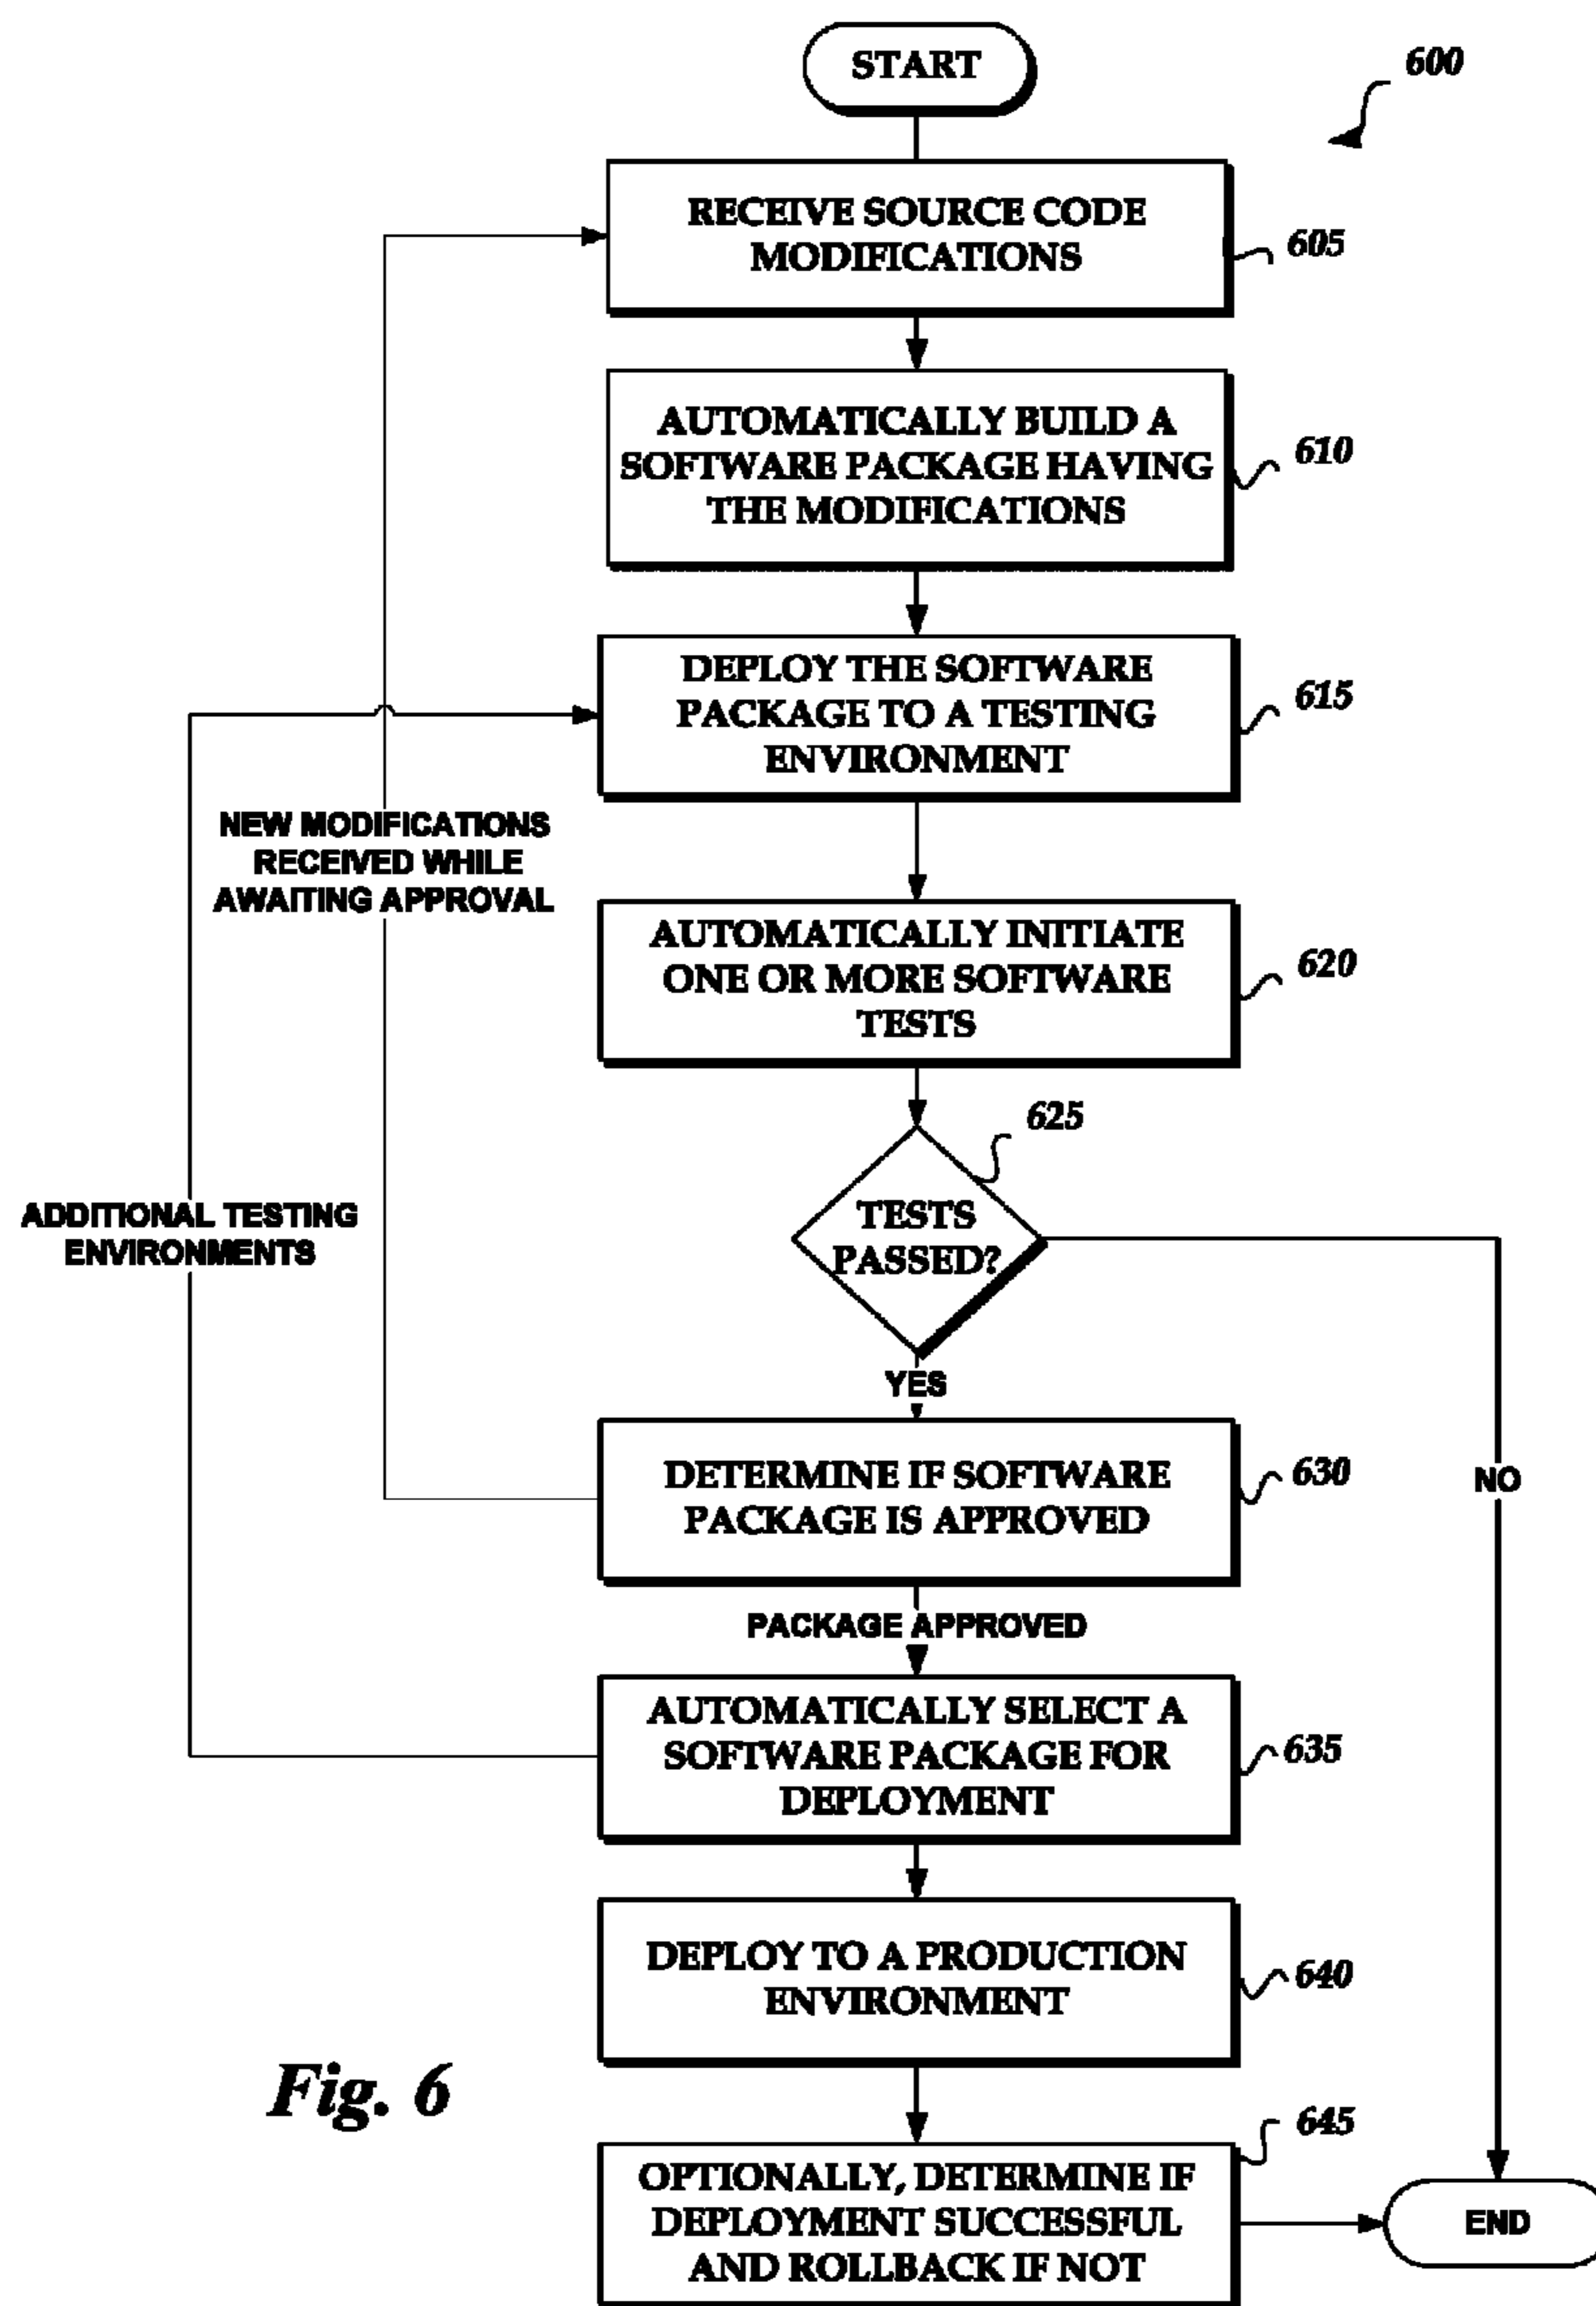 START
600
RECEIVE SOURCE CODE
MODIFICATIONS
605
AUTOMATICALLY BUILD A
SOFTWARE PACKAGE HAVING
THE MODIFICATIONS
610
DEPLOY THE SOFTWARE
PACKAGE TO A TESTING
ENVIRONMENT
615
NEW MODIFICATIONS
RECEIVED WHILE
AWAITING APPROVAL
AUTOMATICALLY INITIATE
ONE OR MORE SOFTWARE
TESTS
620
625
TESTS
PASSED?
ADDITIONAL TESTING
ENVIRONMENTS
YES
NO
DETERMINE IF SOFTWARE
PACKAGE IS APPROVED
630
PACKAGE APPROVED
AUTOMATICALLY SELECT A
SOFTWARE PACKAGE FOR
DEPLOYMENT
635
DEPLOY TO A PRODUCTION
ENVIRONMENT
640
Fig. 6
645
OPTIONALLY, DETERMINE IF
DEPLOYMENT SUCCESSFUL
AND ROLLBACK IF NOT
END